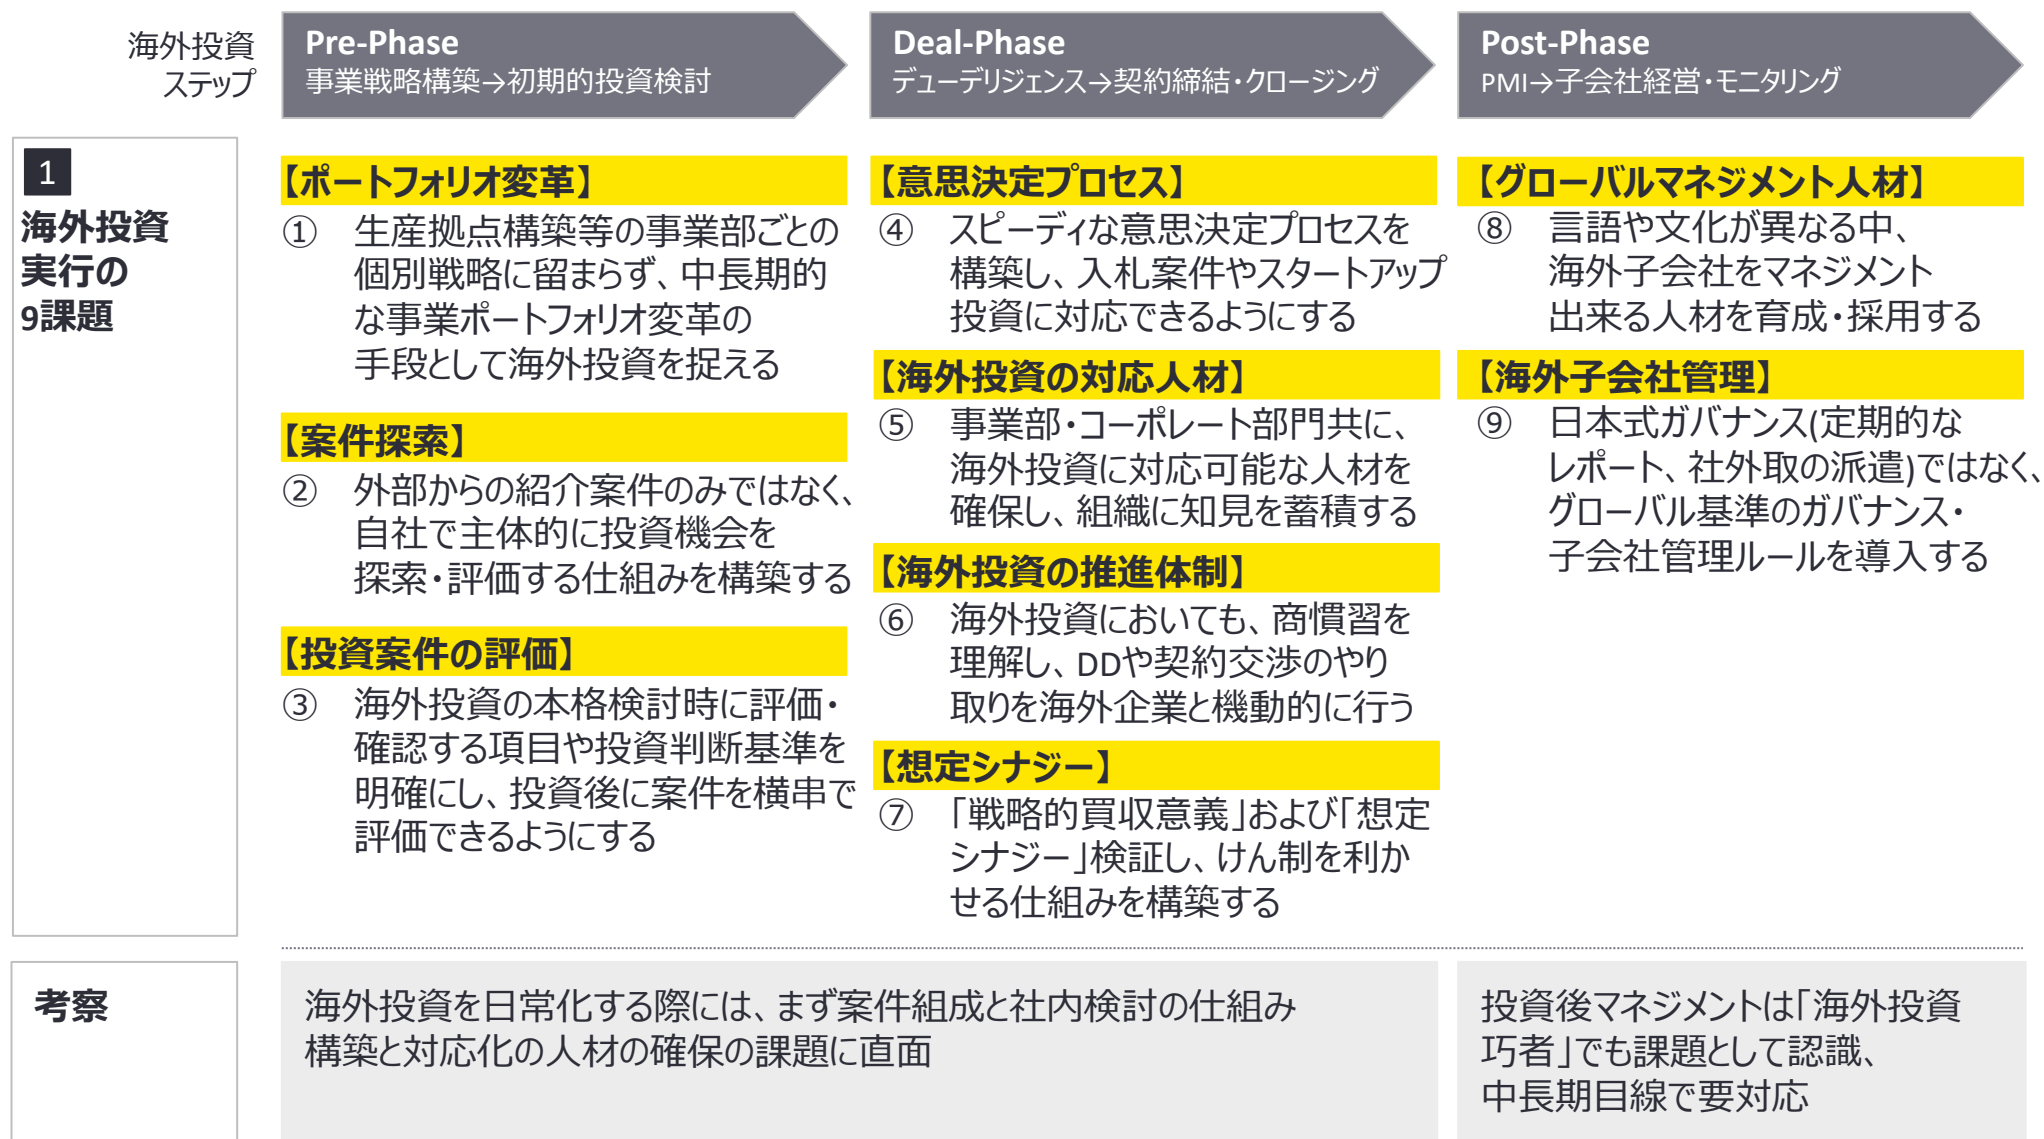 海外投資
ステップ
Pre-Phase
事業戦略構築→初期的投資検討
Deal-Phase
デューデリジェンス→契約締結・クロージング
Post-Phase
PMI→子会社経営・モニタリング
1
海外投資
実行の
9課題
【ポートフォリオ変革】
① 生産拠点構築等の事業部ごとの
個別戦略に留まらず、中長期的
な事業ポートフォリオ変革の
手段として海外投資を捉える
【案件探索】
② 外部からの紹介案件のみではなく、
自社で主体的に投資機会を
探索・評価する仕組みを構築する
【投資案件の評価】
③ 海外投資の本格検討時に評価・
確認する項目や投資判断基準を
明確にし、投資後に案件を横串で
評価できるようにする
【意思決定プロセス】
④ スピーディな意思決定プロセスを
構築し、入札案件やスタートアップ
投資に対応できるようにする
【海外投資の対応人材】
⑤ 事業部・コーポレート部門共に、
海外投資に対応可能な人材を
確保し、組織に知見を蓄積する
【海外投資の推進体制】
⑥ 海外投資においても、商慣習を
理解し、DDや契約交渉のやり
取りを海外企業と機動的に行う
【想定シナジー】
⑦ 「戦略的買収意義」および「想定
シナジー」検証し、けん制を利か
せる仕組みを構築する
【グローバルマネジメント人材】
⑧ 言語や文化が異なる中、
海外子会社をマネジメント
出来る人材を育成・採用する
【海外子会社管理】
⑨ 日本式ガバナンス(定期的な
レポート、社外取の派遣)ではなく、
グローバル基準のガバナンス・
子会社管理ルールを導入する
考察
海外投資を日常化する際には、まず案件組成と社内検討の仕組み
構築と対応化の人材の確保の課題に直面
投資後マネジメントは「海外投資
巧者」でも課題として認識、
中長期目線で要対応